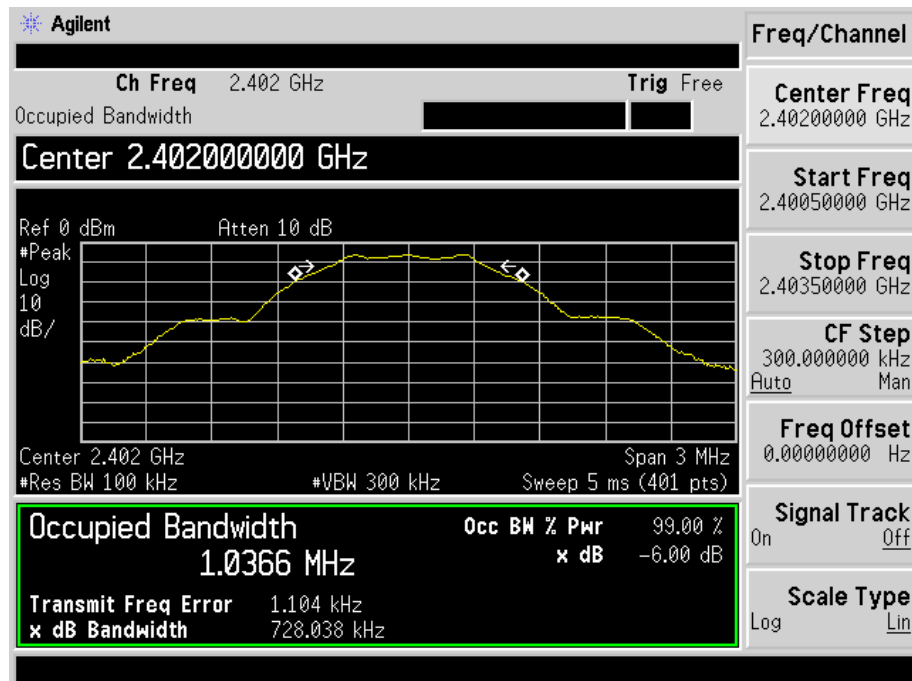 Agilent
Freq/Channel
Ch Freq 2.402 GHz Trig Free
Occupied Bandwidth
Center 2.402000000 GHz
Ref 0 dBm Atten 10 dB
#Peak
Log
10
dB/
Center 2.402 GHz Span 3 MHz
#Res BW 100 kHz #VBW 300 kHz Sweep 5 ms (401 pts)
Occupied Bandwidth
1.0366 MHz
Occ BW % Pwr 99.00 %
x dB -6.00 dB
Transmit Freq Error 1.104 kHz
x dB Bandwidth 728.038 kHz
Center Freq
2.40200000 GHz
Start Freq
2.40050000 GHz
Stop Freq
2.40350000 GHz
CF Step
300.000000 kHz
Auto Man
Freq Offset
0.00000000 Hz
Signal Track
On Off
Scale Type
Log Lin